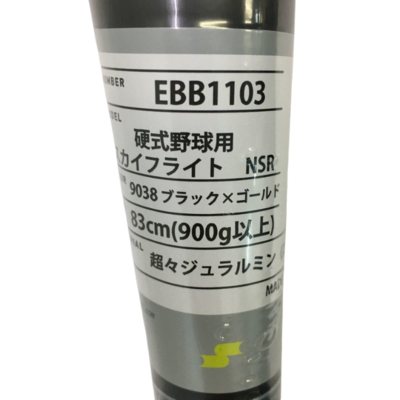 EBB1103
硬式野球用
スカイフライト NSR
9038 ブラック×ゴールド
83cm(900g以上)
超々ジュラルミン